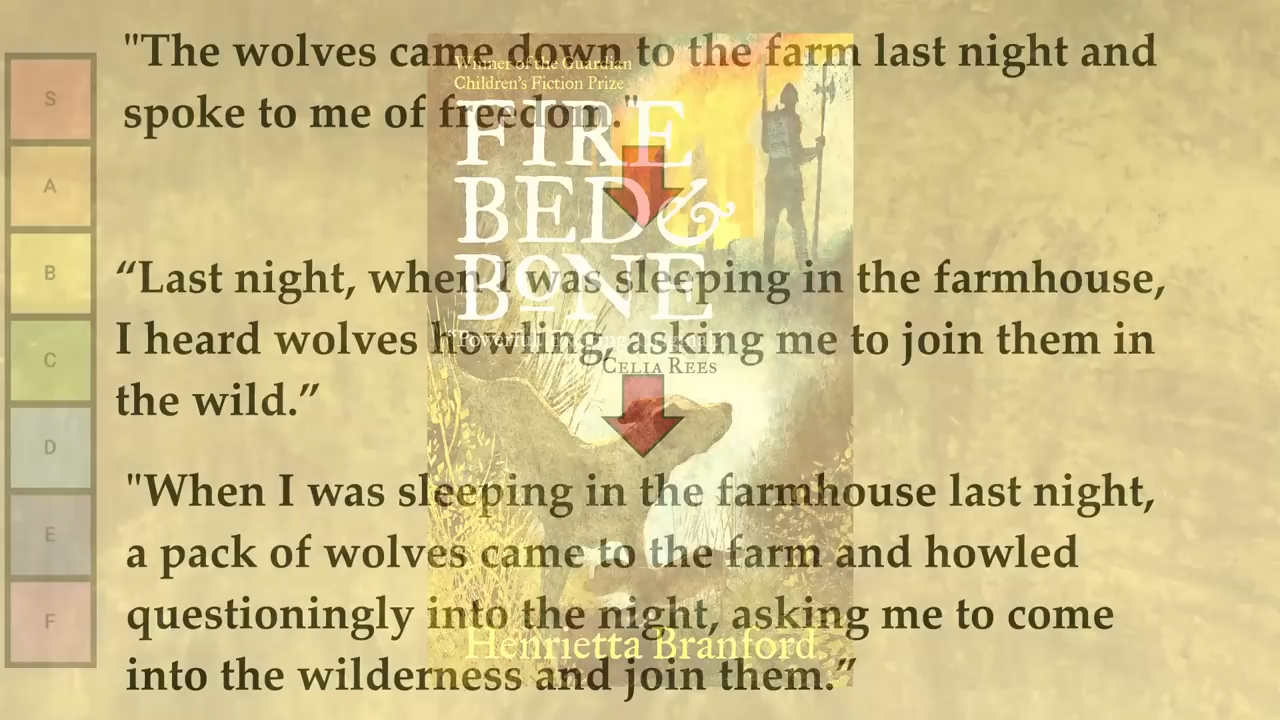 "The wolves came down to the farm last night and
spoke to me of freedom."
Winner of the Guardian
Children's Fiction Prize
FIRE
BED &
BONE
CELIA REES
Henrietta Branford
“Last night, when I was sleeping in the farmhouse,
I heard wolves howling, asking me to join them in
the wild.”
"When I was sleeping in the farmhouse last night,
a pack of wolves came to the farm and howled
questioningly into the night, asking me to come
into the wilderness and join them.”
S
A
B
C
D
E
F